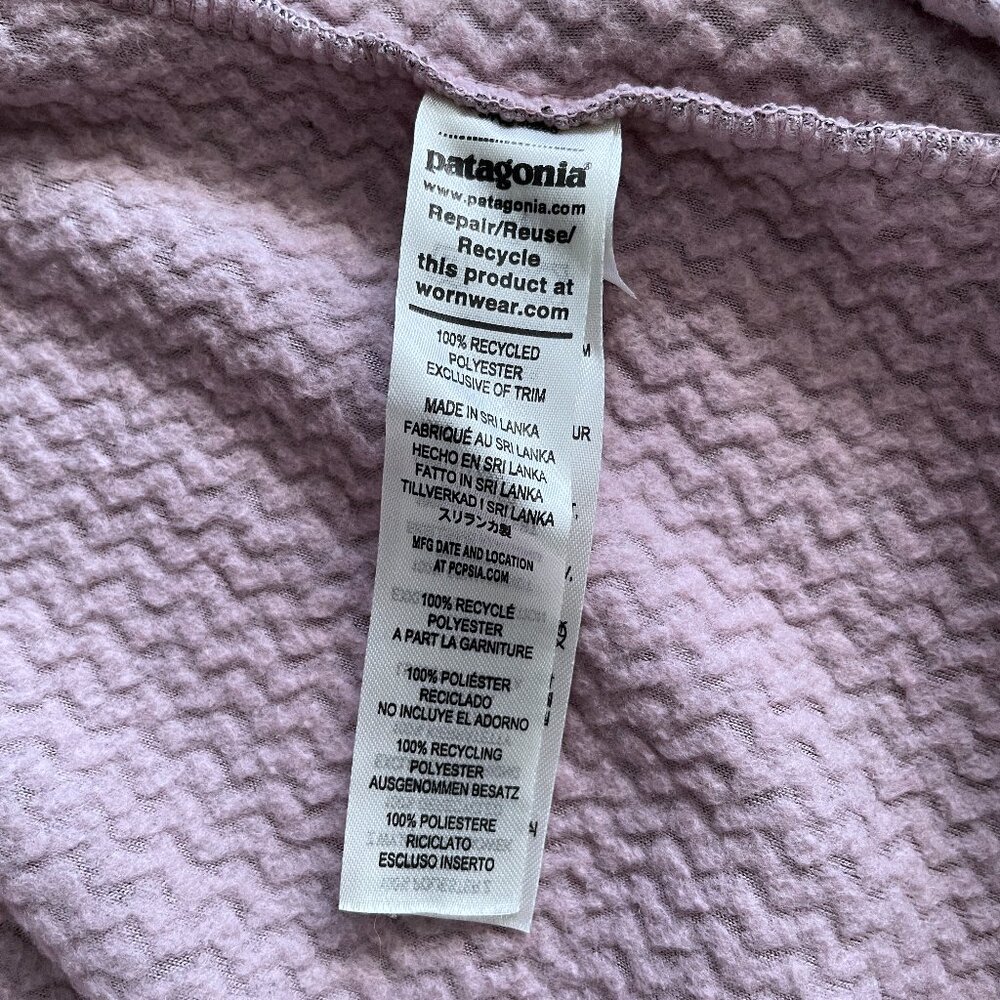 patagonia®
www.patagonia.com
Repair/Reuse/
Recycle
this product at
wornwear.com
100% RECYCLED
POLYESTER
EXCLUSIVE OF TRIM
MADE IN SRI LANKA
FABRIQUÉ AU SRI LANKA
HECHO EN SRI LANKA
FATTO IN SRI LANKA
TILLVERKAD I SRI LANKA
スリランカ製
MFG DATE AND LOCATION
AT PCPSIA.COM
100% RECYCLÉ
POLYESTER
A PART LA GARNITURE
100% POLIÉSTER
RECICLADO
NO INCLUYE EL ADORNO
100% RECYCLING
POLYESTER
AUSGENOMMEN BESATZ
100% POLIESTERE
RICICLATO
ESCLUSO INSERTO
UR